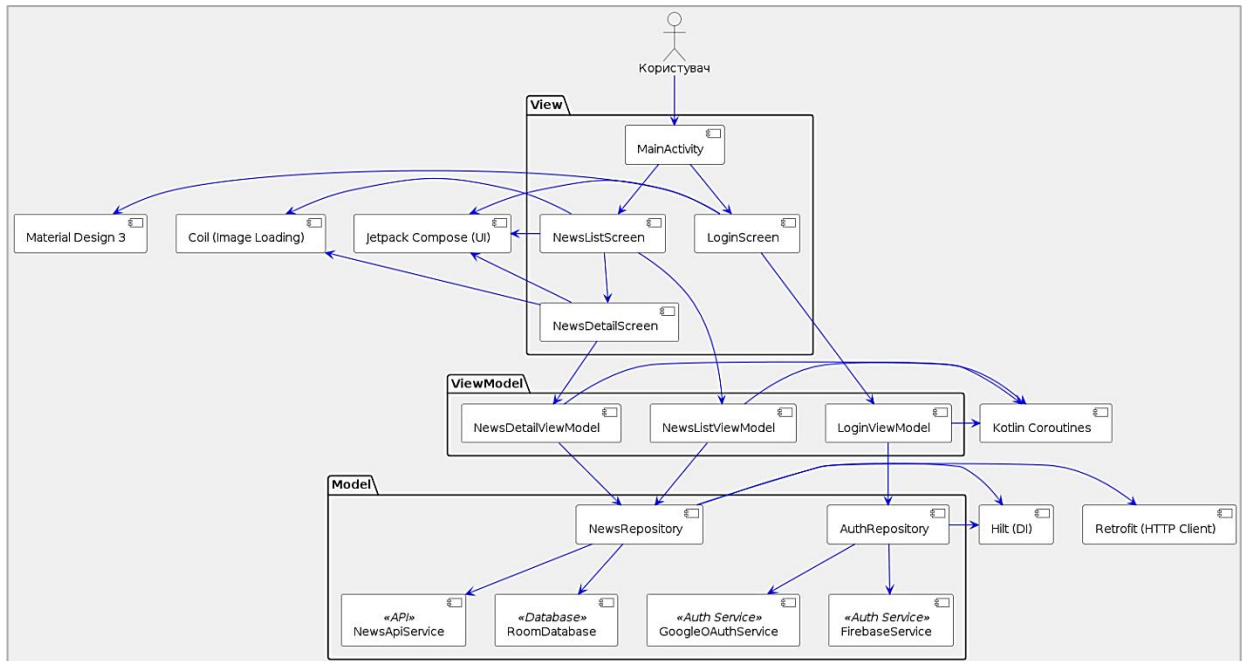 Користувач
View
MainActivity
Material Design 3
Coil (Image Loading)
Jetpack Compose (UI)
NewsListScreen
LoginScreen
NewsDetailScreen
ViewModel
NewsDetailViewModel
NewsListViewModel
LoginViewModel
Kotlin Coroutines
Model
NewsRepository
AuthRepository
Hilt (DI)
Retrofit (HTTP Client)
«API»
NewsApiService
«Database»
RoomDatabase
«Auth Service»
GoogleOAuthService
«Auth Service»
FirebaseService